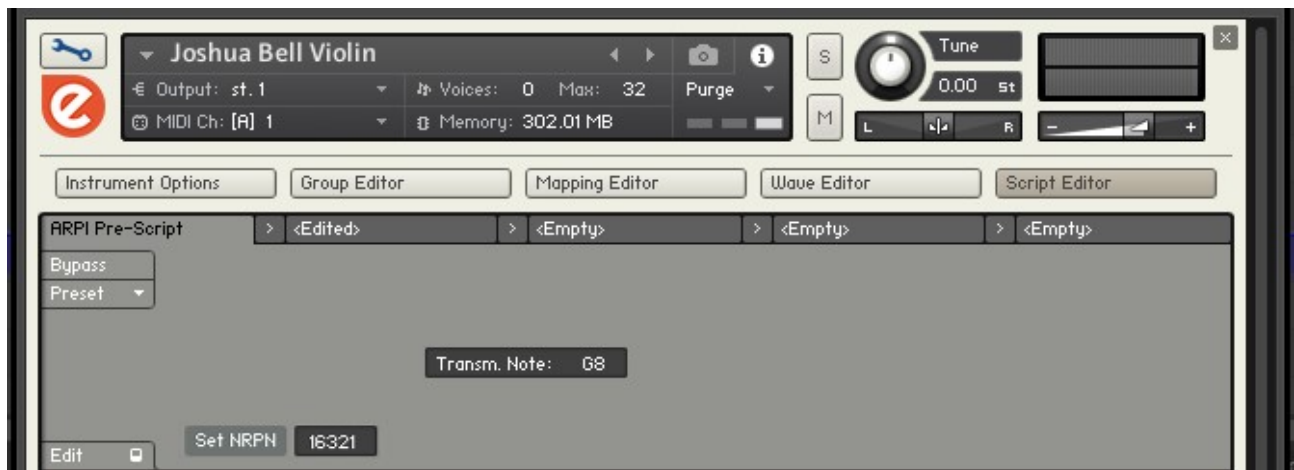 Joshua Bell Violin
Output: st. 1
Voices: 0 Max: 32
Purge
MIDI Ch: [A] 1
Memory: 302.01 MB
S
M
Tune
0.00 st
L R
- +
Instrument Options Group Editor Mapping Editor Wave Editor Script Editor
ARPI Pre-Script > <Edited> > <Empty> > <Empty> > <Empty>
Bypass
Preset
Transm. Note: G8
Set NRPN 16321
Edit